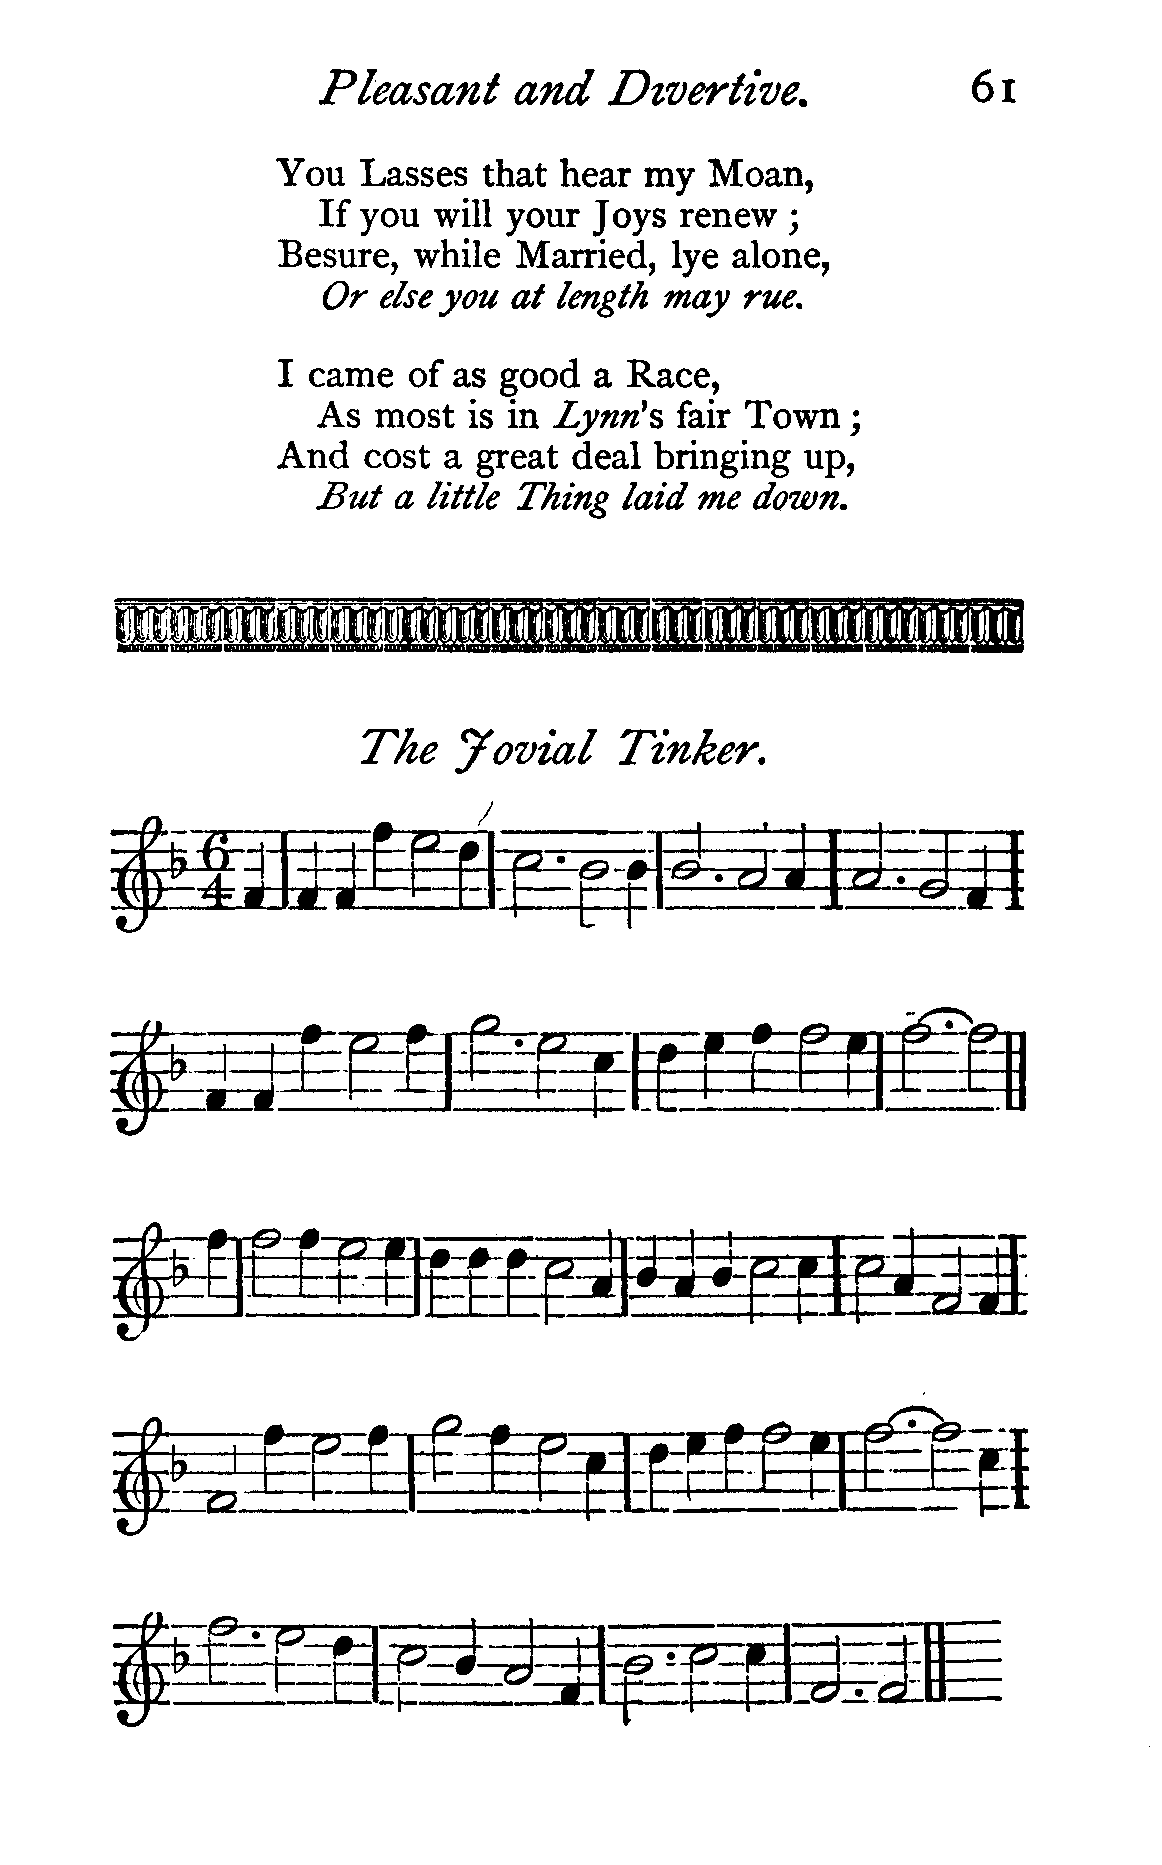 Pleasant and Divertive. 61
You Lasses that hear my Moan,
If you will your Joys renew ;
Besure, while Married, lye alone,
Or else you at length may rue.
I came of as good a Race,
As most is in Lynn's fair Town ;
And cost a great deal bringing up,
But a little Thing laid me down.
The Jovial Tinker.
6
4